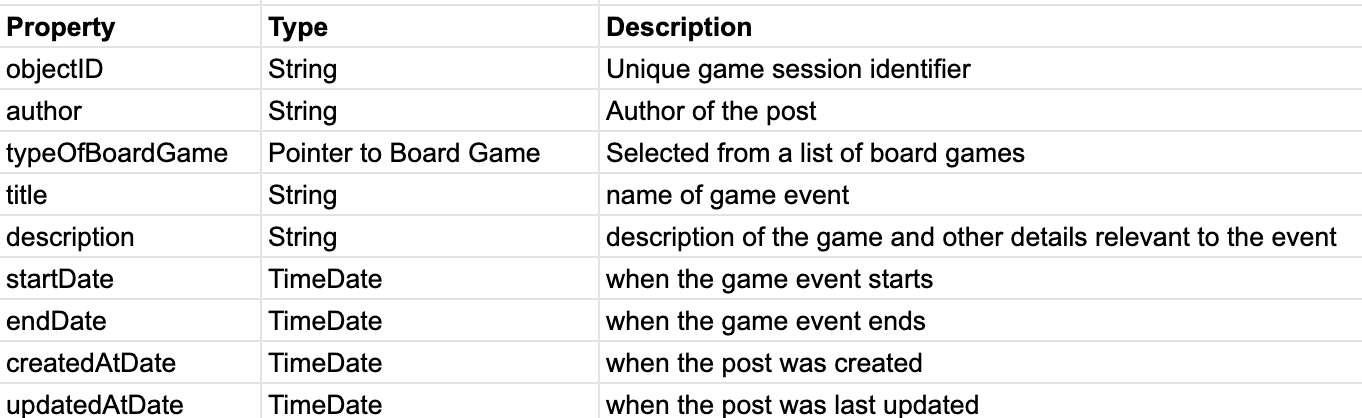 Property Type Description
objectID String Unique game session identifier
author String Author of the post
typeOfBoardGame Pointer to Board Game Selected from a list of board games
title String name of game event
description String description of the game and other details relevant to the event
startDate TimeDate when the game event starts
endDate TimeDate when the game event ends
createdAtDate TimeDate when the post was created
updatedAtDate TimeDate when the post was last updated